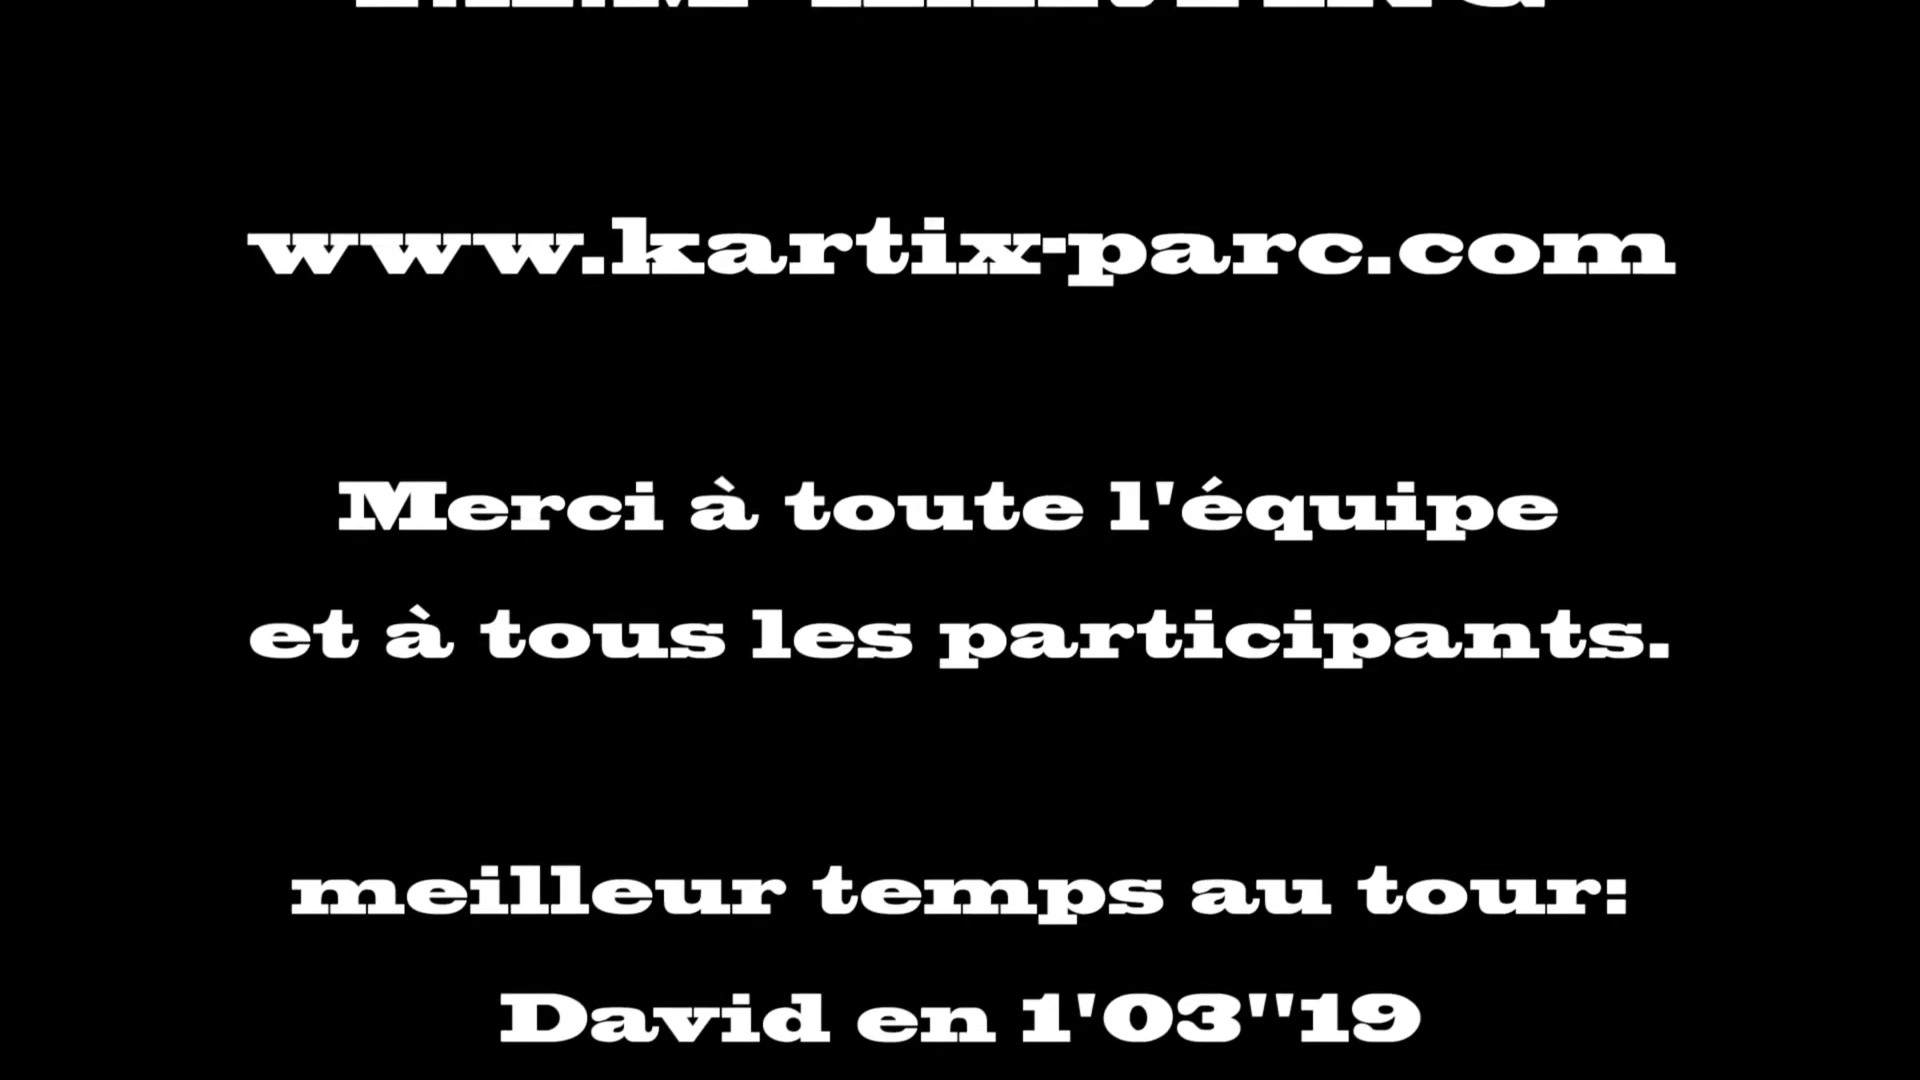 www.kartix-parc.com
Merci à toute l'équipe
et à tous les participants.
meilleur temps au tour:
David en 1'03"19